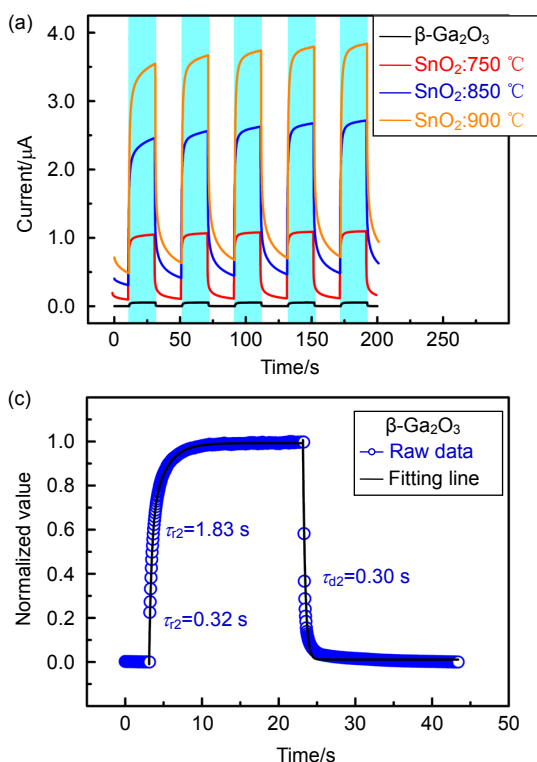 (a)
β-Ga₂O₃
SnO₂:750 ℃
SnO₂:850 ℃
SnO₂:900 ℃
4.0
3.0
2.0
1.0
0.0
Current/μA
0 50 100 150 200 250
Time/s
(c)
β-Ga₂O₃
Raw data
Fitting line
1.0
0.8
0.6
0.4
0.2
0.0
Normalized value
τr2=1.83 s
τd2=0.30 s
τr2=0.32 s
0 10 20 30 40 50
Time/s